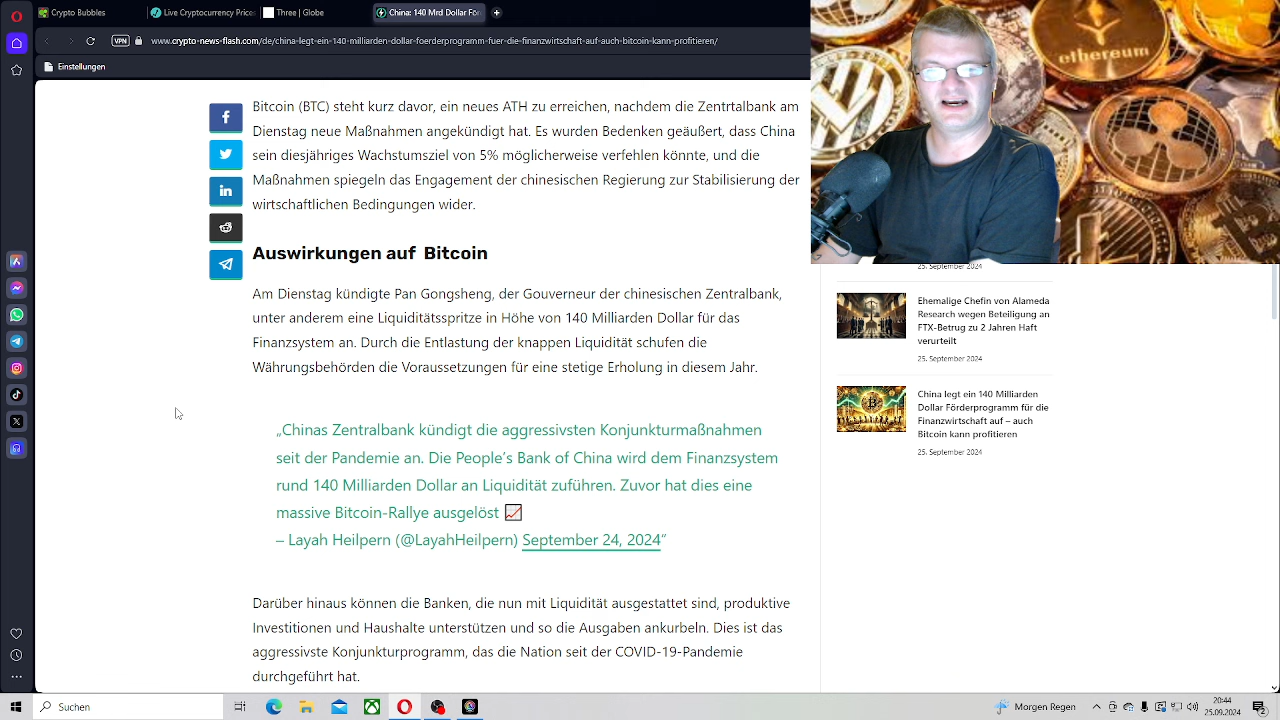 Crypto Bubbles
Live Cryptocurrency Prices
Three | Globe
China: 140 Mrd Dollar Fö
VPN
www.crypto-news-flash.com/de/china-legt-ein-140-milliarden-dollar-foerderprogramm-fuer-die-finanzwirtschaft-auf-auch-bitcoin-kann-profitieren/
Einstellungen
Bitcoin (BTC) steht kurz davor, ein neues ATH zu erreichen, nachdem die Zentralbank am
Dienstag neue Maßnahmen angekündigt hat. Es wurden Bedenken geäußert, dass China
sein diesjähriges Umsatzziel von 5% möglicherweise verfehlen könnte, und die
Maßnahmen spiegeln das Engagement der chinesischen Regierung zur Stabilisierung der
wirtschaftlichen Bedingungen wider.
Auswirkungen auf Bitcoin
Am Dienstag kündigte Pan Gongsheng, der Gouverneur der chinesischen Zentralbank,
unter anderem eine Liquiditätsspritze in Höhe von 140 Milliarden Dollar für das
Finanzsystem an. Durch die Verringerung der knappen Liquidität schufen die
Investoren die Voraussetzungen für eine stetige Erholung in der Digital-Währung.
„Chinas Zentralbank kündigt die aggressivsten Konjunkturmaßnahmen
seit der Pandemie an. Die People´s Bank of China wird dem Finanzsystem
rund 140 Milliarden Dollar an Liquidität zuführen. Zuvor hat dies eine
massive Bitcoin-Rallye ausgelöst 📈
– Layah Heilpern (@LayahHeilpern) September 24, 2024“
Darüber hinaus können die Banken, die nun mit Liquidität ausgestattet sind, produktive
Investitionen und Haushalte unterstützen und so die Ausgaben ankurbeln. Dies ist das
aggressivste Konjunkturprogramm, das die Nation seit der COVID-19-Pandemie
durchgeführt hat.
ethereum
25. September 2024
Ehemalige Chefin von Alameda
Research wegen Beteiligung an
FTX-Betrug zu 2 Jahren Haft
verurteilt
25. September 2024
China legt ein 140 Milliarden
Dollar Förderprogramm für die
Finanzwirtschaft auf – auch
Bitcoin kann profitieren
25. September 2024
Suchen
Morgen Regen
20:44
25.09.2024